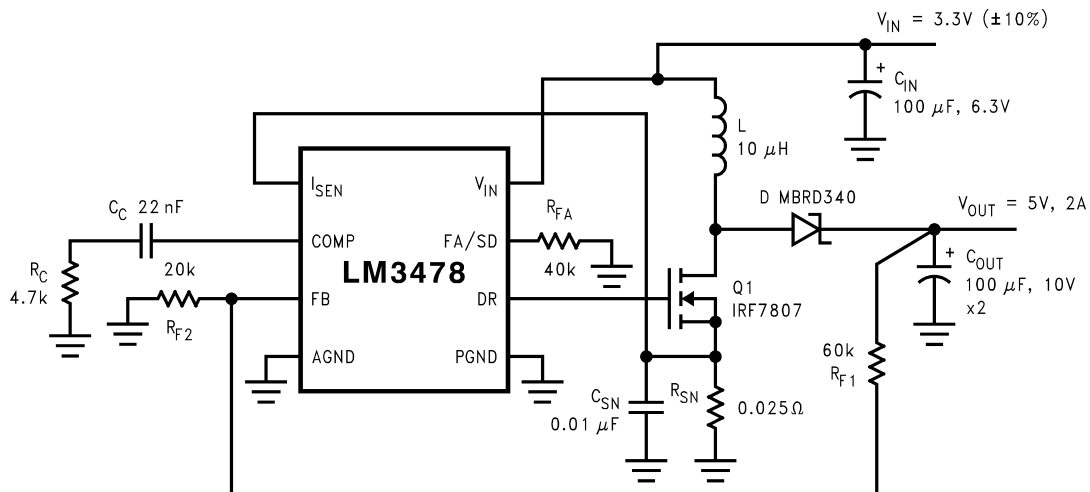 V_IN = 3.3V (±10%)
+
C_IN
100 µF, 6.3V
L
10 µH
I_SEN
V_IN
C_C 22 nF
R_FA
D MBRD340
V_OUT = 5V, 2A
COMP
FA/SD
+
C_OUT
100 µF, 10V
x2
R_C
4.7k
20k
LM3478
40k
Q1
IRF7807
FB
DR
R_F2
60k
R_F1
AGND
PGND
C_SN
0.01 µF
R_SN
0.025Ω